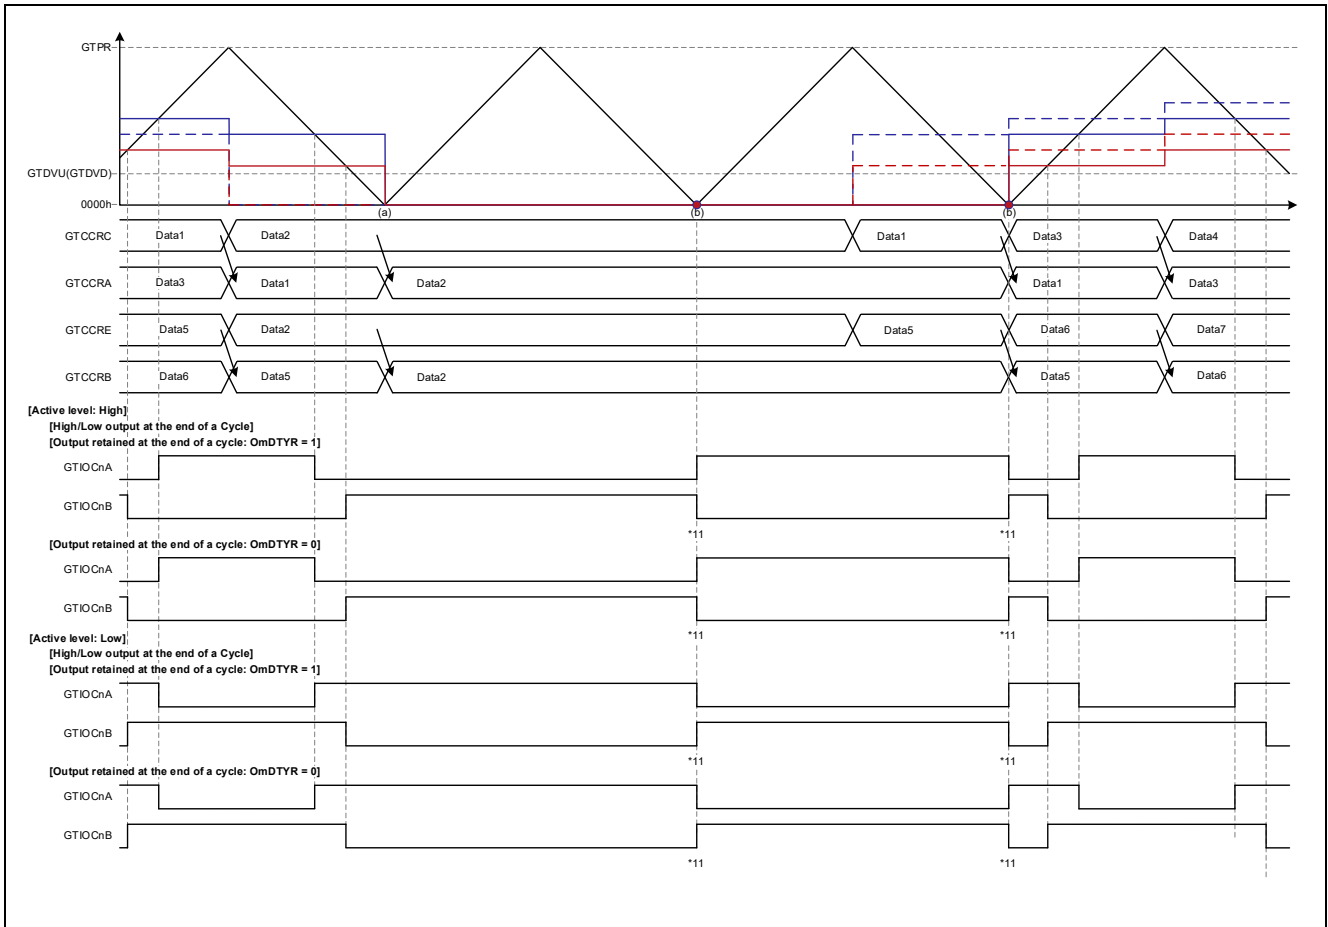 GTPR
GTDVU(GTDVD)
0000h
(a) (b) (b)
GTCCRC Data1 Data2 Data1 Data3 Data4
GTCCRA Data3 Data1 Data2 Data1 Data3
GTCCRE Data5 Data2 Data5 Data6 Data7
GTCCRB Data6 Data5 Data2 Data5 Data6
[Active level: High]
[High/Low output at the end of a Cycle]
[Output retained at the end of a cycle: OmDTYR = 1]
GTIOCnA
GTIOCnB
*11 *11
[Output retained at the end of a cycle: OmDTYR = 0]
GTIOCnA
GTIOCnB
*11 *11
[Active level: Low]
[High/Low output at the end of a Cycle]
[Output retained at the end of a cycle: OmDTYR = 1]
GTIOCnA
GTIOCnB
*11 *11
[Output retained at the end of a cycle: OmDTYR = 0]
GTIOCnA
GTIOCnB
*11 *11